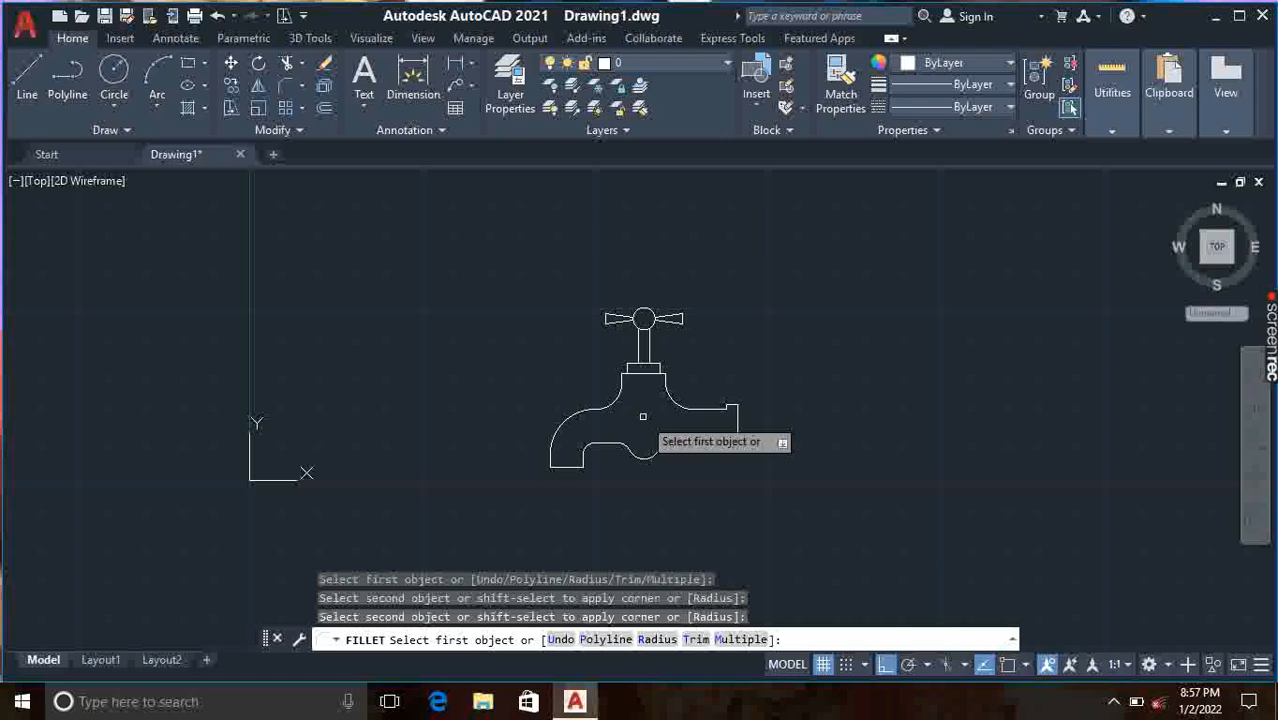 Autodesk AutoCAD 2021 Drawing1.dwg
Type a keyword or phrase
Sign In
Home Insert Annotate Parametric 3D Tools Visualize View Manage Output Add-ins Collaborate Express Tools Featured Apps
Line Polyline Circle Arc
Text Dimension
Layer Properties
0
Insert
Match Properties
ByLayer
ByLayer
ByLayer
Group
Utilities
Clipboard
View
Draw Modify Annotation Layers Block Properties Groups
Start Drawing1*
[−][Top][2D Wireframe]
N
W TOP E
S
Unnamed
screenrec
Y
X
Select first object or
Select first object or [Undo/Polyline/Radius/Trim/Multiple]:
Select second object or shift-select to apply corner or [Radius]:
Select second object or shift-select to apply corner or [Radius]:
FILLET Select first object or [Undo Polyline Radius Trim Multiple]:
Model Layout1 Layout2 +
MODEL 1:1
Type here to search
8:57 PM
1/2/2022